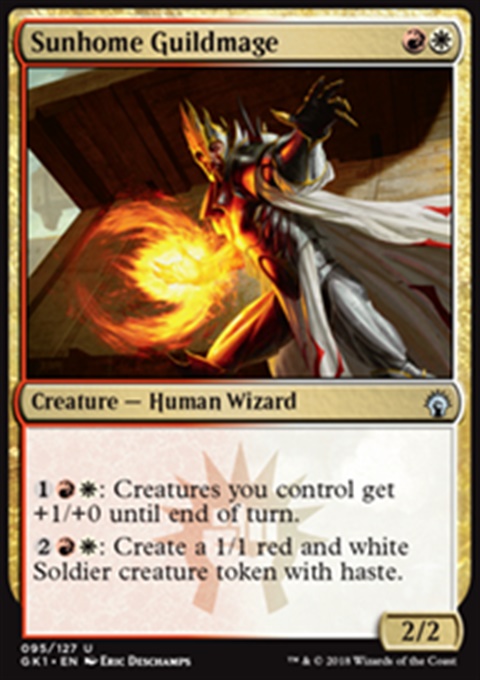 Sunhome Guildmage
Creature — Human Wizard
1: Creatures you control get
+1/+0 until end of turn.
2: Create a 1/1 red and white
Soldier creature token with haste.
2/2
095/127 U
GK1 • EN Eric Deschamps
™ & © 2018 Wizards of the Coast